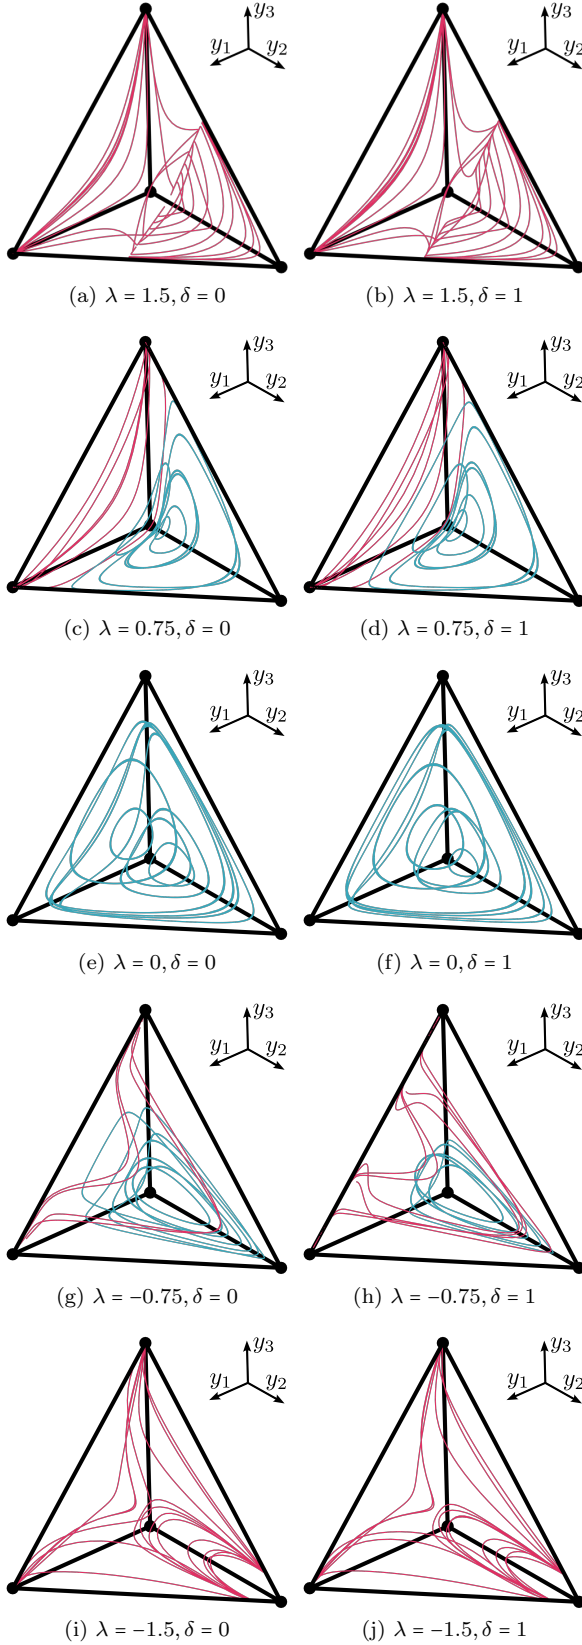 y₃ y₃
y₁ y₂ y₁ y₂
(a) λ = 1.5, δ = 0 (b) λ = 1.5, δ = 1
y₃ y₃
y₁ y₂ y₁ y₂
(c) λ = 0.75, δ = 0 (d) λ = 0.75, δ = 1
y₃ y₃
y₁ y₂ y₁ y₂
(e) λ = 0, δ = 0 (f) λ = 0, δ = 1
y₃ y₃
y₁ y₂ y₁ y₂
(g) λ = −0.75, δ = 0 (h) λ = −0.75, δ = 1
y₃ y₃
y₁ y₂ y₁ y₂
(i) λ = −1.5, δ = 0 (j) λ = −1.5, δ = 1